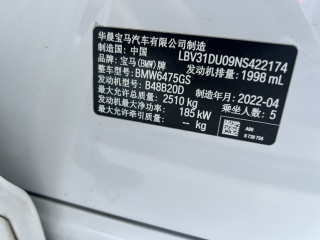 华晨宝马汽车有限公司制造
制造国: 中国 LBV31DU09NS422174
品牌: 宝马(BMW)牌 发动机排量: 1998 mL
整车型号: BMW6475GS
发动机型号: B48B20D
最大允许总质量: 2510 kg 制造年月: 2022-04
发动机最大净功率: 185 kW 乘坐人数: 5
最大允许牵引质量: -- kg A96
8 738 756